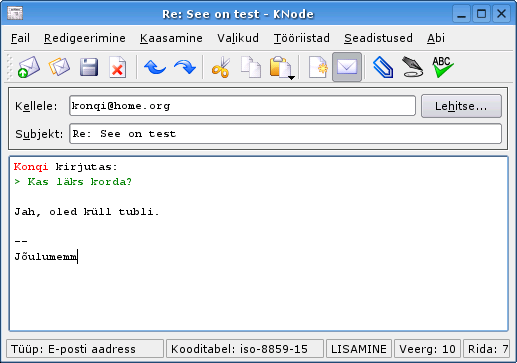 Re: See on test - KNode
Fail Redigeerimine Kaasamine Valikud Tööriistad Seadistused Abi
ABC
Kellele: konqi@home.org Lehitse...
Subjekt: Re: See on test
Konqi kirjutas:
> Kas läks korda?
Jah, oled küll tubli.
--
Jõulumemm
Tüüp: E-posti aadress Kooditabel: iso-8859-15 LISAMINE Veerg: 10 Rida: 7